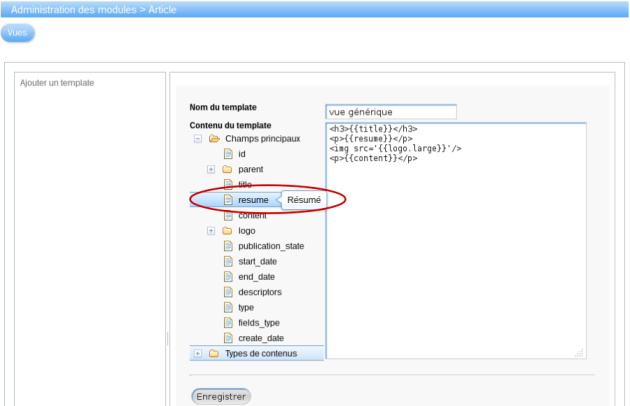 Administration des modules > Article
Vues
Ajouter un template
Nom du template
vue générique
Contenu du template
Champs principaux
id
parent
title
resume
Résumé
content
logo
publication_state
start_date
end_date
descriptors
type
fields_type
create_date
Types de contenus
<h3>{{title}}</h3>
<p>{{resume}}</p>
<img src='{{logo.large}}'/>
<p>{{content}}</p>
Enregistrer